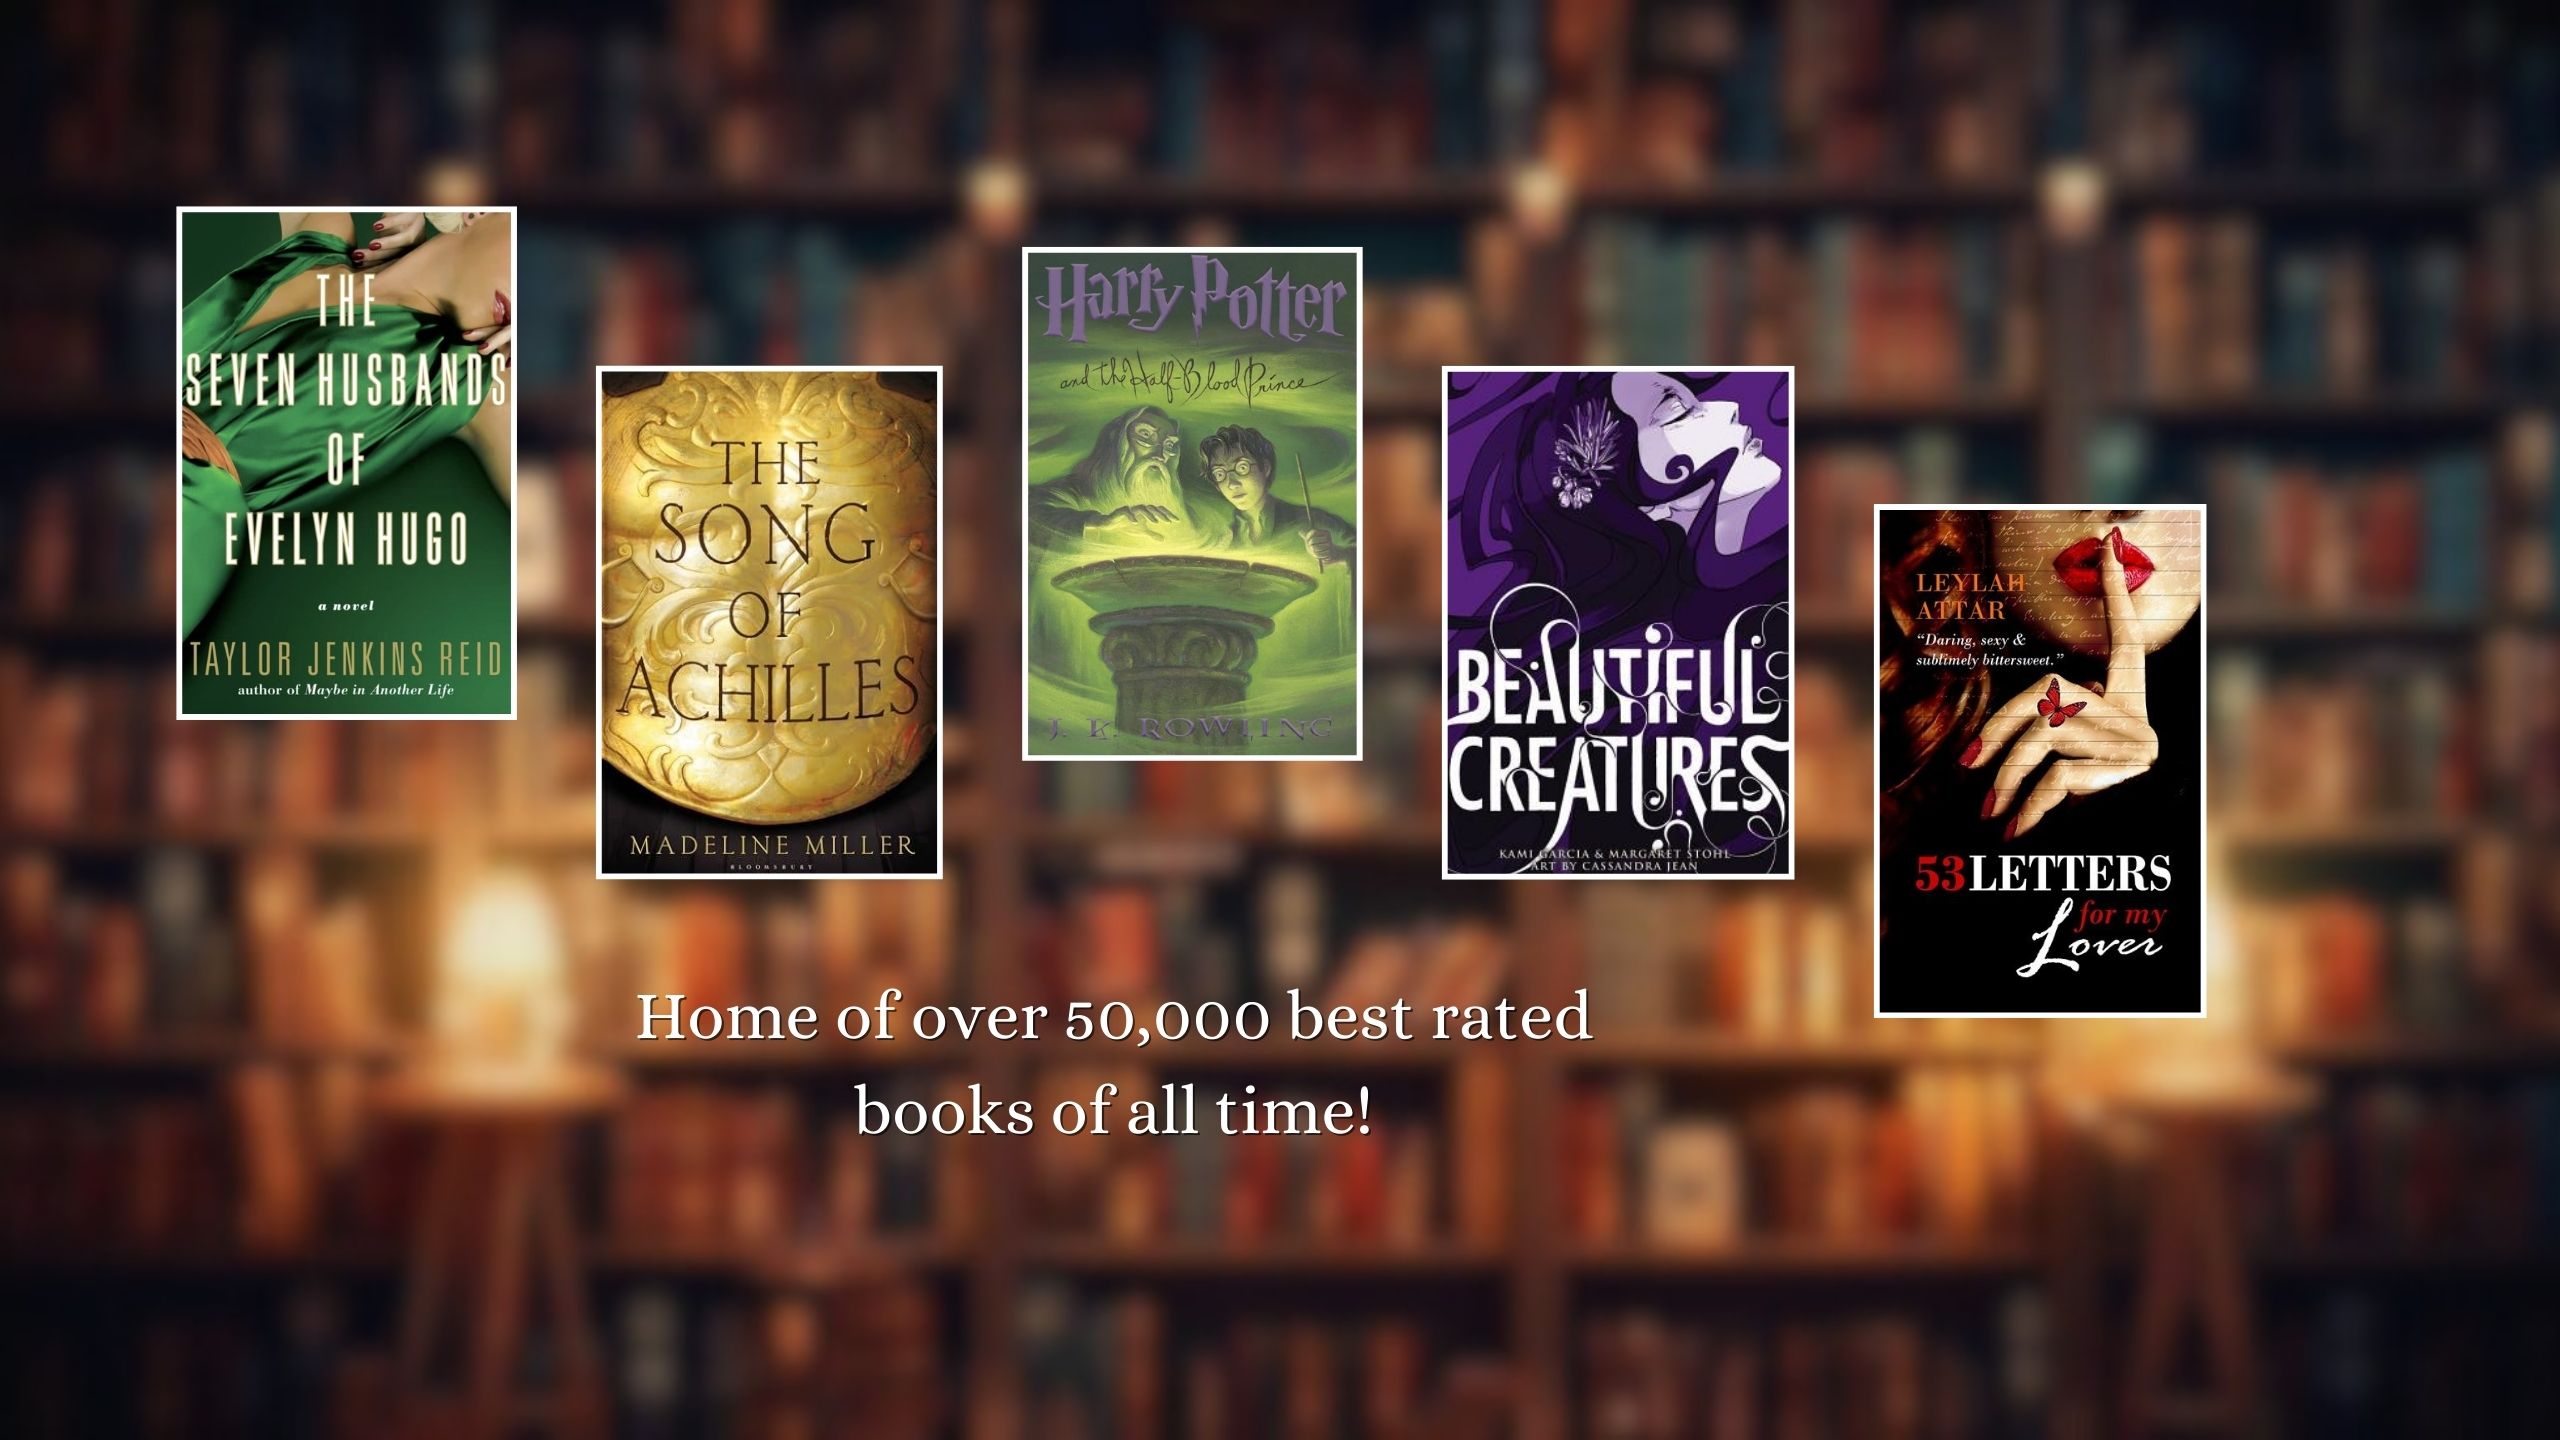 THE
SEVEN HUSBANDS
OF
EVELYN HUGO
a novel
TAYLOR JENKINS REID
author of Maybe in Another Life
THE
SONG
OF
ACHILLES
MADELINE MILLER
BLOOMSBURY
Harry Potter
and the Half-Blood Prince
J. K. ROWLING
BEAUTIFUL
CREATURES
KAMI GARCIA & MARGARET STOHL
ART BY CASSANDRA JEAN
LEYLAH
ATTAR
“Daring, sexy &
sublimely bittersweet.”
53 LETTERS
for my
Lover
Home of over 50,000 best rated
books of all time!